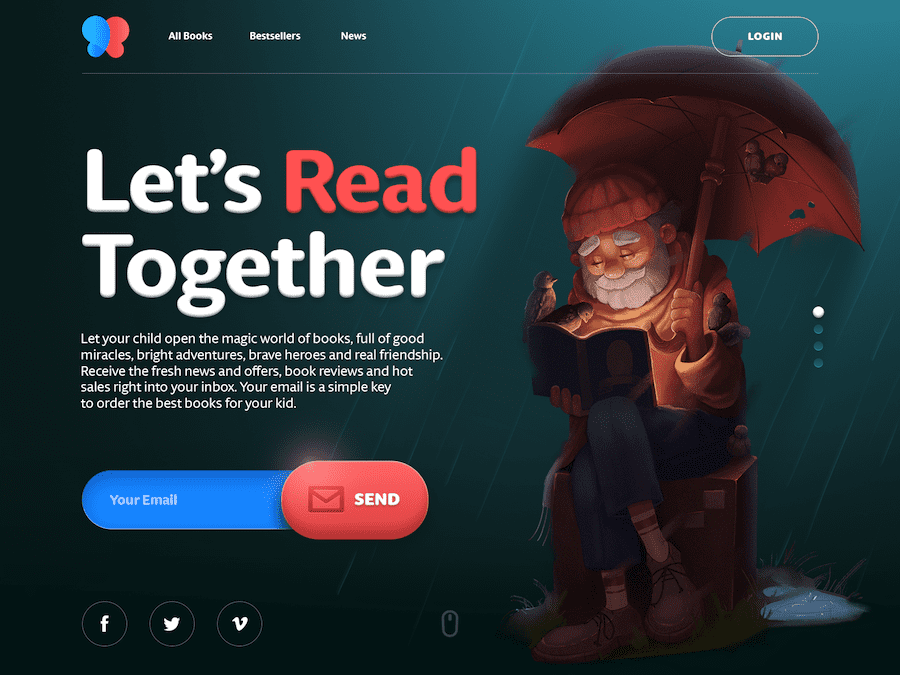 All Books
Bestsellers
News
LOGIN
Let's Read
Together
Let your child open the magic world of books, full of good
miracles, bright adventures, brave heroes and real friendship.
Receive the fresh news and offers, book reviews and hot
sales right into your inbox. Your email is a simple key
to order the best books for your kid.
Your Email
SEND